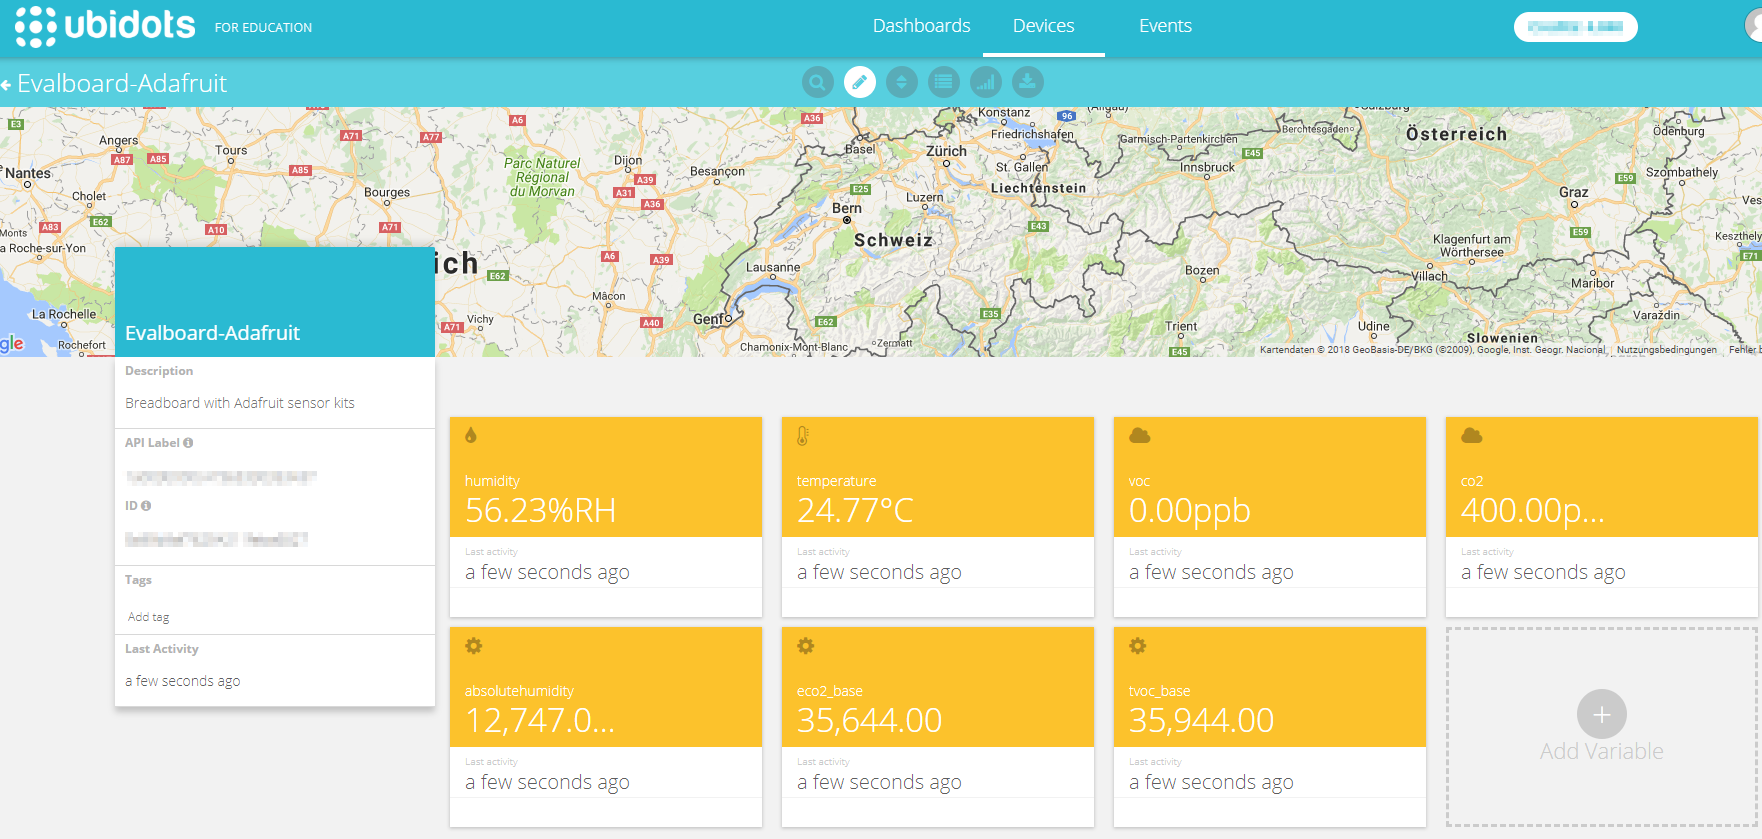 ubidots FOR EDUCATION
Dashboards Devices Events
Evalboard-Adafruit
E3
Angers
A87 A85
Tours
A71
A77
A6
A85
Nantes
Cholet
E62
A83
Monts
a Roche-sur-Yon
A10
Bourges
A71
Parc Naturel
Régional
du Morvan
Dijon
A39
A31
A36
Besançon
A36
Basel
Zürich
Konstanz
96
Friedrichshafen
St. Gallen
Liechtenstein
Garmisch-Partenkirchen
Innsbruck
E45
Berchtesgaden
Salzburg
Österreich
Ödenburg
E59
Szombathely
Graz
E25
Bern
Luzern
Schweiz
E43
E59
Klagenfurt am
Wörthersee
Villach
Keszthely
E71
Maribor
Varaždin
ich
E62
A6
A39
Lausanne
Genf
E62
E35
Mâcon
A40
Vichy
A71
La Rochelle
Rochefort
gle
Chamonix-Mont-Blanc
Zermatt
Bozen
Trient
E45
Udine
Slowenien
Kartendaten © 2018 GeoBasis-DE/BKG (©2009), Google, Inst. Geogr. Nacional
Nutzungsbedingungen
Fehler
Evalboard-Adafruit
Description
Breadboard with Adafruit sensor kits
API Label
ID
Tags
Add tag
Last Activity
a few seconds ago
humidity
56.23%RH
Last activity
a few seconds ago
temperature
24.77°C
Last activity
a few seconds ago
voc
0.00ppb
Last activity
a few seconds ago
co2
400.00p...
Last activity
a few seconds ago
absolutehumidity
12,747.0...
Last activity
a few seconds ago
eco2_base
35,644.00
Last activity
a few seconds ago
tvoc_base
35,944.00
Last activity
a few seconds ago
Add Variable